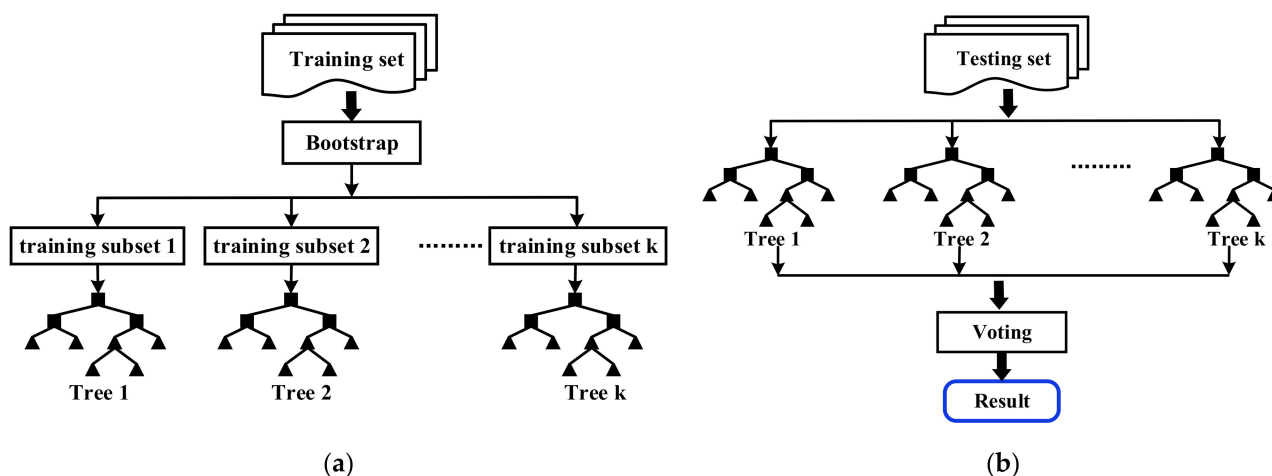 Training set
Bootstrap
training subset 1
training subset 2
training subset k
Tree 1
Tree 2
Tree k
(a)
Testing set
Tree 1
Tree 2
Tree k
Voting
Result
(b)